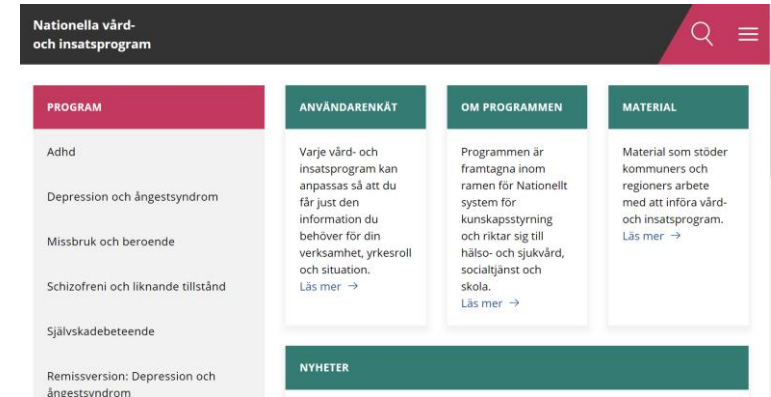 Nationella vård-
och insatsprogram
PROGRAM
Adhd
Depression och ångestsyndrom
Missbruk och beroende
Schizofreni och liknande tillstånd
Självskadebeteende
Remissversion: Depression och
ångestsyndrom
ANVÄNDARENKÄT
Varje vård- och
insatsprogram kan
anpassas så att du
får just den
information du
behöver för din
verksamhet, yrkesroll
och situation.
Läs mer →
OM PROGRAMMEN
Programmen är
framtagna inom
ramen för Nationellt
system för
kunskapsstyrning
och riktar sig till
hälso- och sjukvård,
socialtjänst och
skola.
Läs mer →
MATERIAL
Material som stöder
kommuners och
regioners arbete
med att införa vård-
och insatsprogram.
Läs mer →
NYHETER